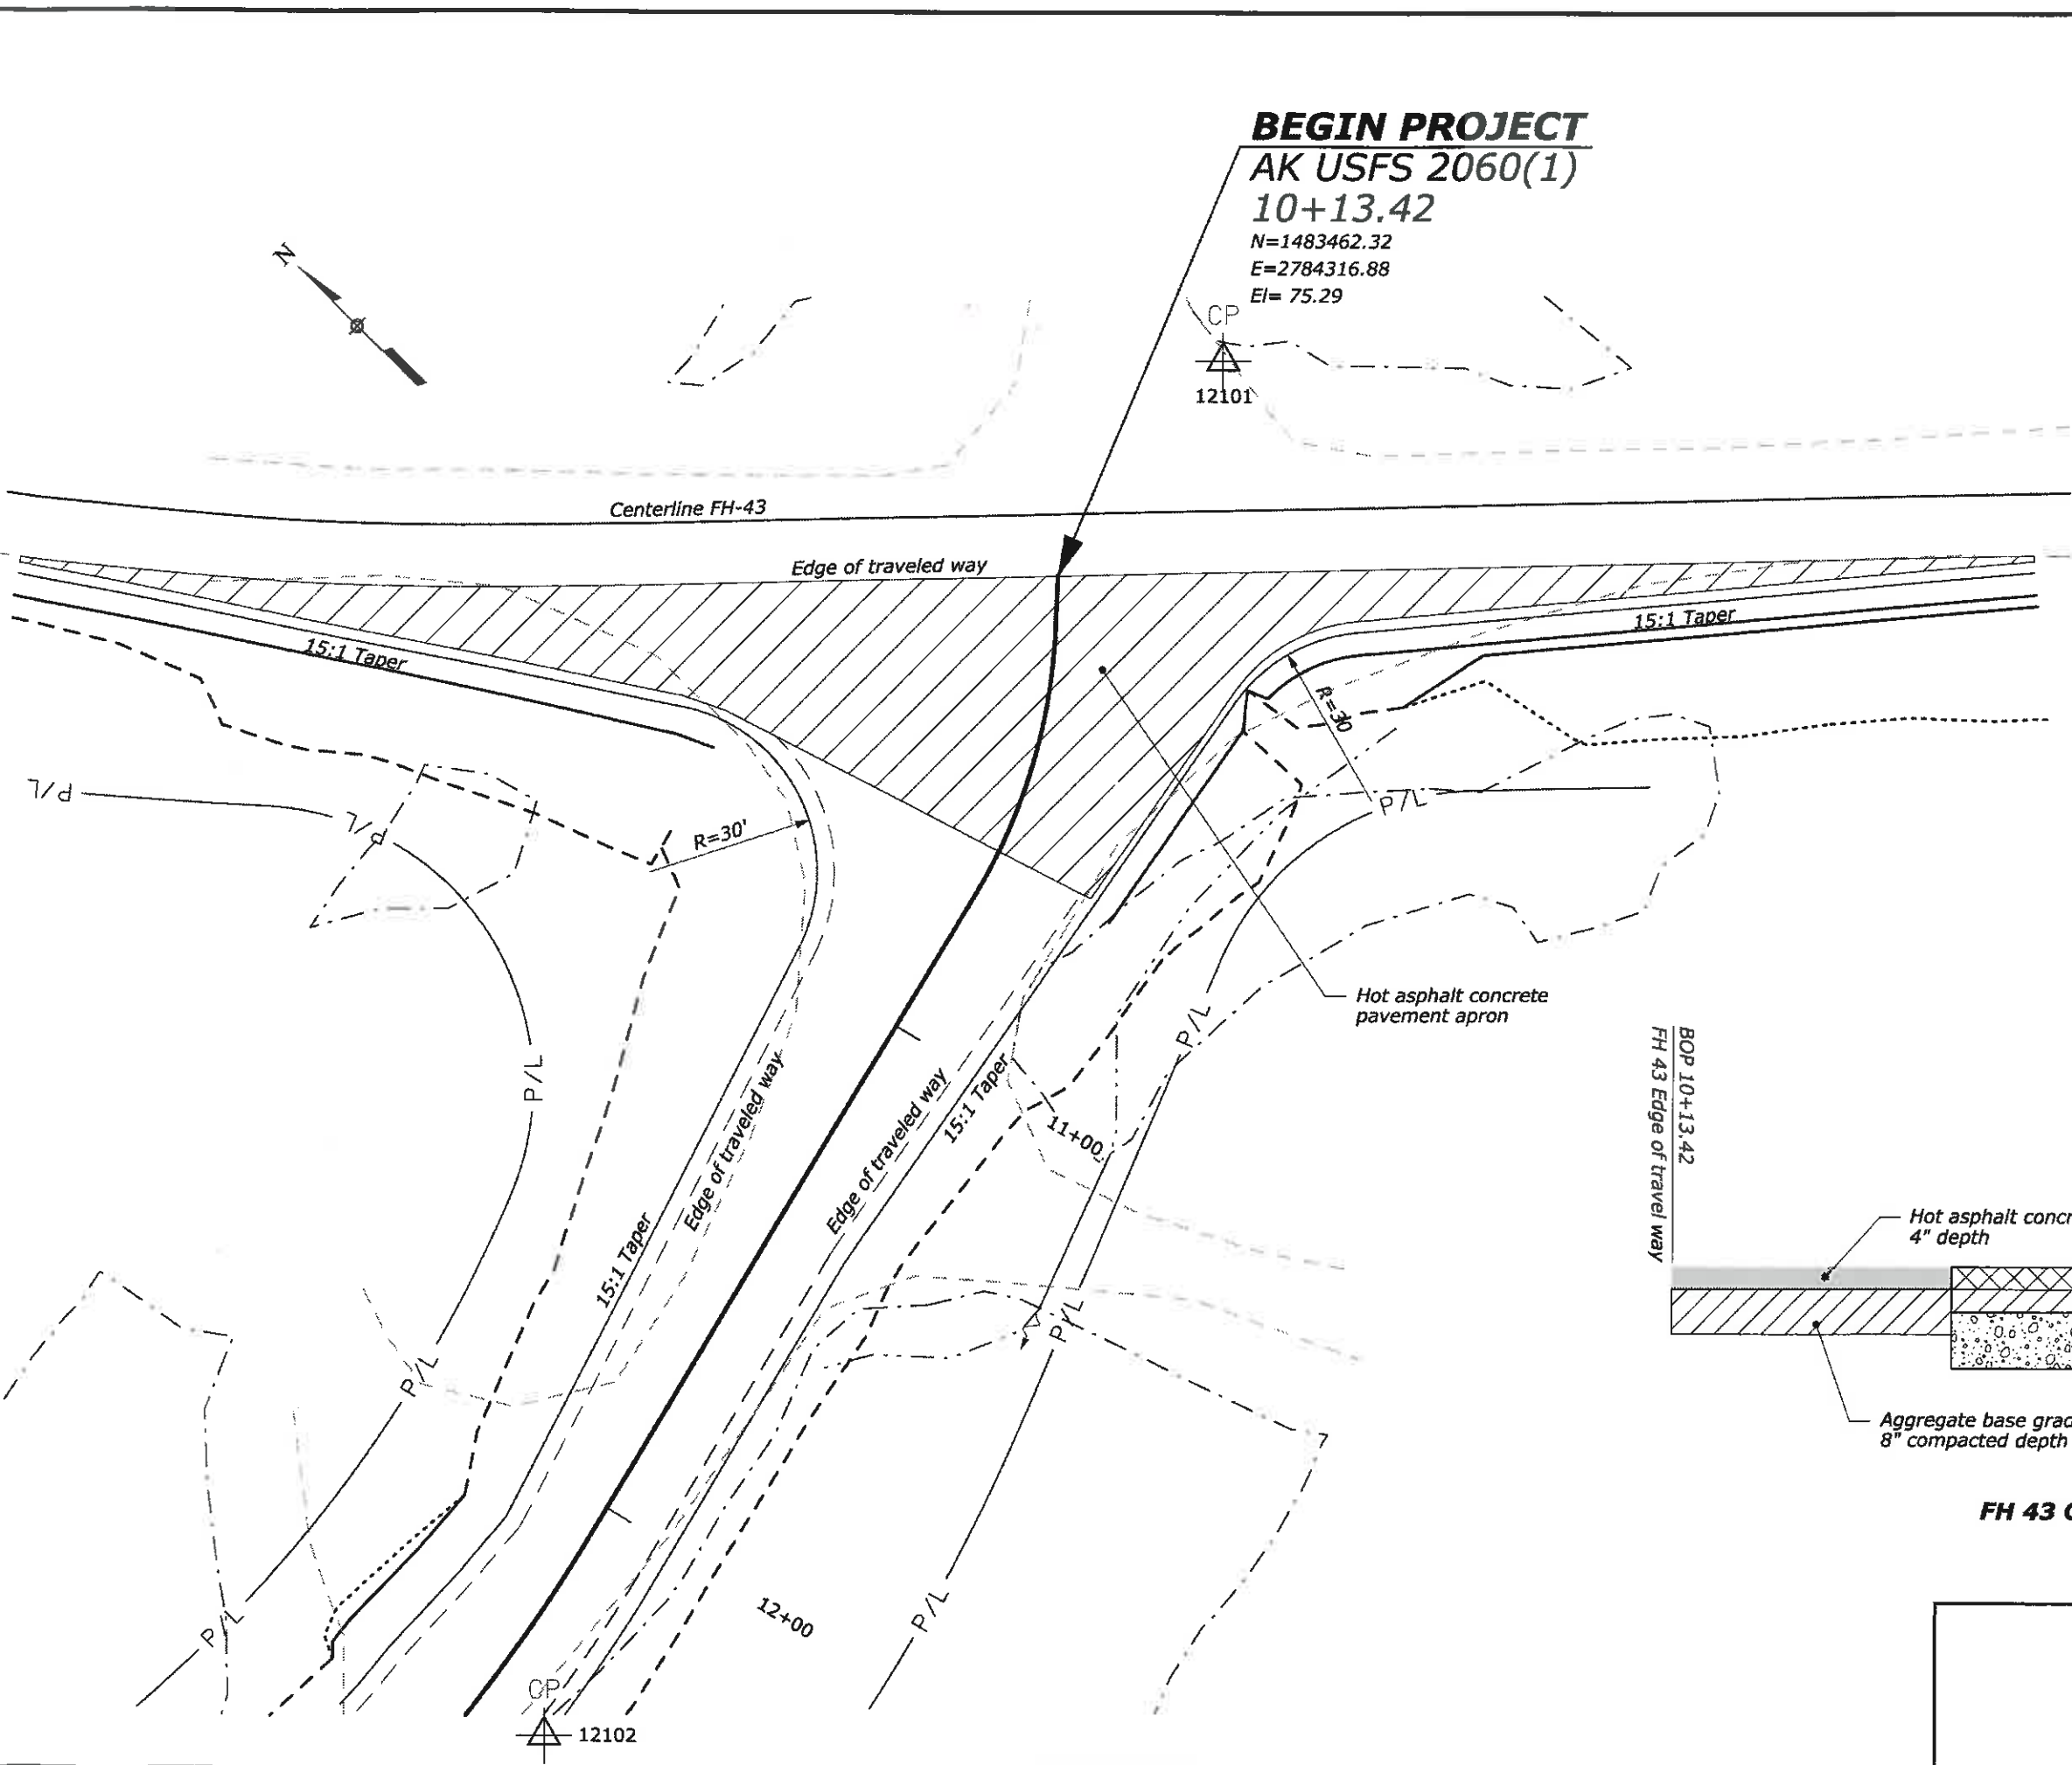 BEGIN PROJECT
AK USFS 2060(1)
10+13.42
N=1483462.32
E=2784316.88
El= 75.29
N
CP
12101
Centerline FH-43
Edge of traveled way
15:1 Taper
15:1 Taper
R=30
P/L
P/L
P/L
R=30'
Hot asphalt concrete
pavement apron
P/L
P/L
BOP 10+13.42
FH 43 Edge of travel way
Edge of traveled way
Edge of traveled way
15:1 Taper
11+00
15:1 Taper
Hot asphalt concr
4" depth
P/L
P/L
Aggregate base grad
8" compacted depth
FH 43
P/L
P/L
12+00
CP
12102